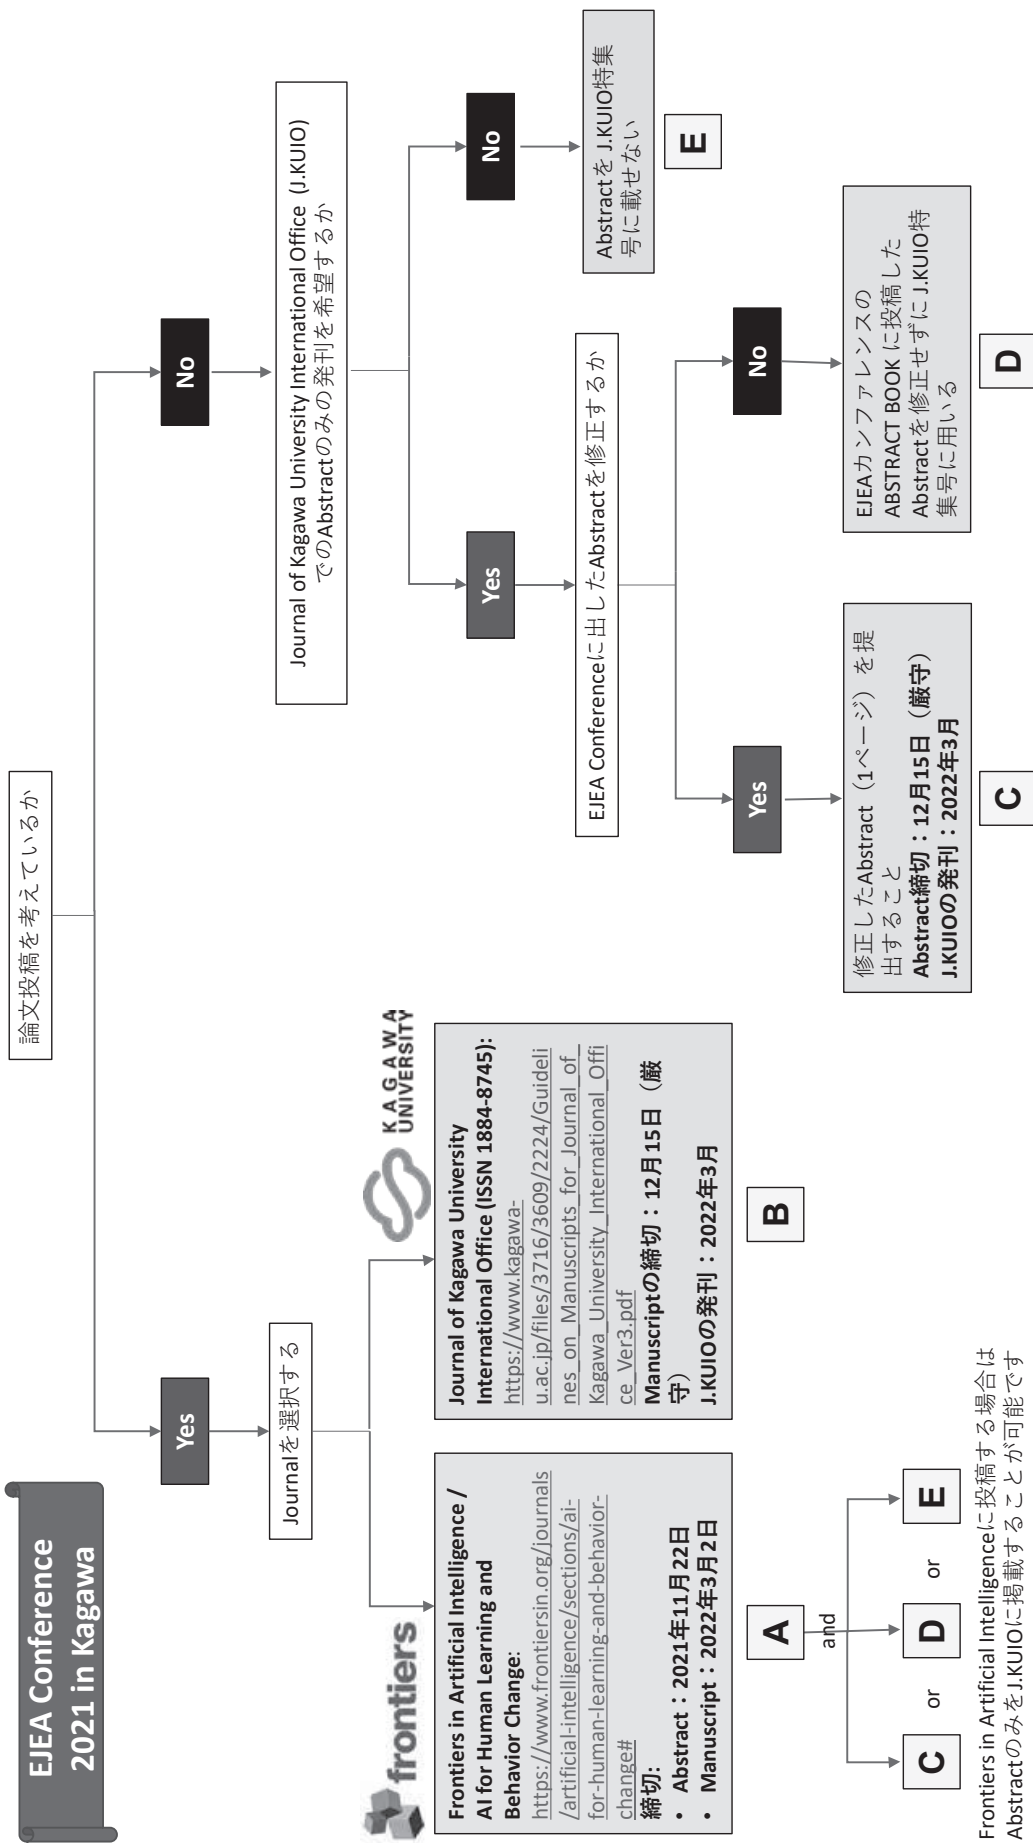 EJEA Conference
2021 in Kagawa
論文投稿を考えているか
Yes
No
Journalを選択する
Journal of Kagawa University International Office (J.KUIO)
でのAbstractのみの発刊を希望するか
frontiers
KAGAWA
UNIVERSITY
Frontiers in Artificial Intelligence /
AI for Human Learning and
Behavior Change:
https://www.frontiersin.org/journals
/artificial-intelligence/sections/ai-
for-human-learning-and-behavior-
change#
締切:
• Abstract：2021年11月22日
• Manuscript：2022年3月2日
Journal of Kagawa University
International Office (ISSN 1884-8745):
https://www.kagawa-
u.ac.jp/files/3716/3609/2224/Guideli
nes_on_Manuscripts_for_Journal_of_
Kagawa_University_International_Offi
ce_Ver3.pdf
Manuscriptの締切：12月15日（厳
守）
J.KUIOの発刊：2022年3月
Yes
No
EJEA Conferenceに出したAbstractを修正するか
Abstractを J.KUIO特集
号に載せない
E
Yes
No
修正したAbstract（1ページ）を提
出すること
Abstract締切：12月15日（厳守）
J.KUIOの発刊：2022年3月
EJEAカンファレンスの
ABSTRACT BOOK に投稿した
Abstractを修正せずに J.KUIO特
集号に用いる
A
B
C
D
and
C or D or E
Frontiers in Artificial Intelligenceに投稿する場合は
AbstractのみをJ.KUIOに掲載することが可能です